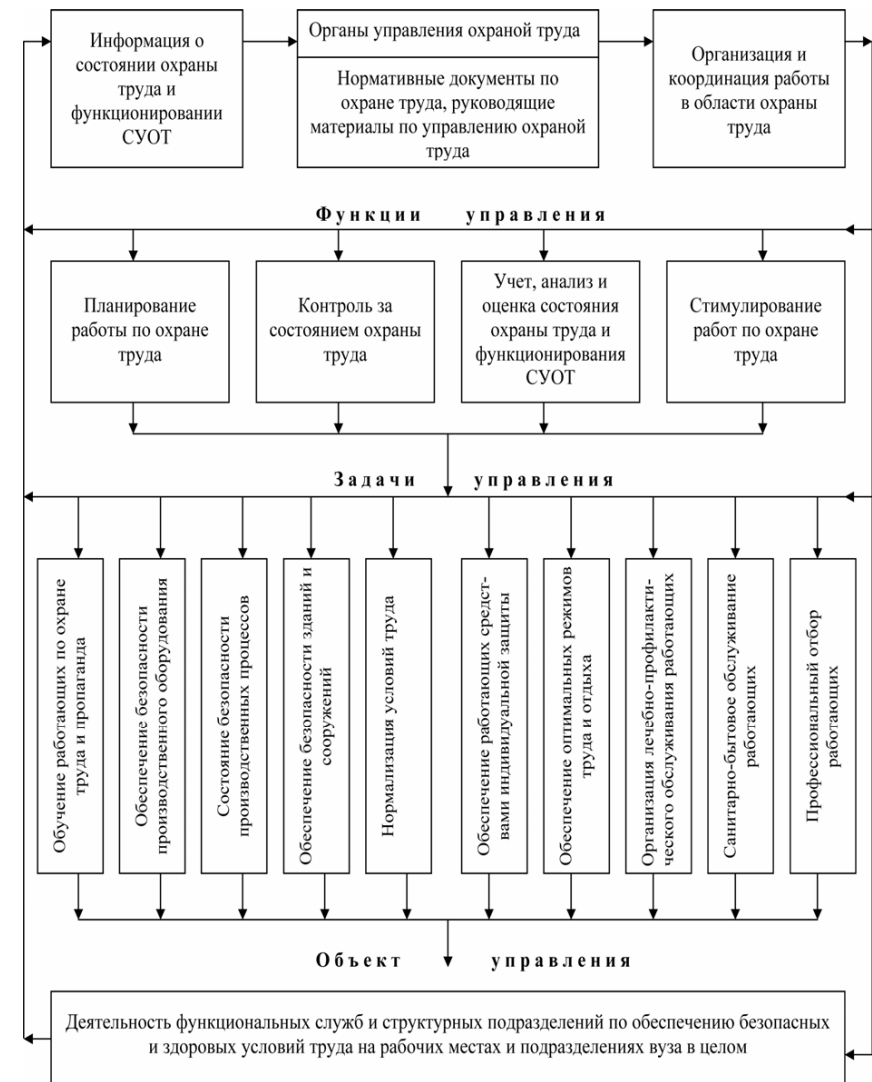 Информация о
состоянии охраны
труда и
функционировании
СУОТ
Органы управления охраной труда
Нормативные документы по
охране труда, руководящие
материалы по управлению охраной
труда
Организация и
координация работы
в области охраны
труда
Функции управления
Планирование
работы по охране
труда
Контроль за
состоянием охраны
труда
Учет, анализ и
оценка состояния
охраны труда и
функционирования
СУОТ
Стимулирование
работ по охране
труда
Задачи управления
Обучение работающих по охране
труда и пропаганда
Обеспечение безопасности
производственного оборудования
Состояние безопасности
производственных процессов
Обеспечение безопасности зданий и
сооружений
Нормализация условий труда
Обеспечение работающих средст-
вами индивидуальной защиты
Обеспечение оптимальных режимов
труда и отдыха
Организация лечебно-профилакти-
ческого обслуживания работающих
Санитарно-бытовое обслуживание
работающих
Профессиональный отбор
работающих
Объект управления
Деятельность функциональных служб и структурных подразделений по обеспечению безопасных
и здоровых условий труда на рабочих местах и подразделениях вуза в целом